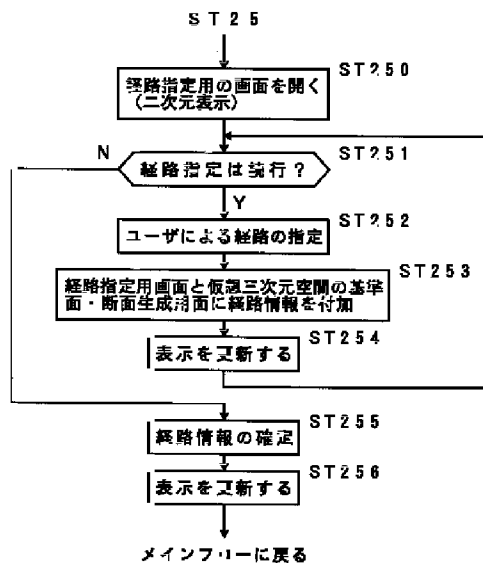 ST25
ST250
経路指定用の画面を開く
(二次元表示)
ST251
N
経路指定は続行?
Y
ST252
ユーザによる経路の指定
ST253
経路指定用画面と仮想三次元空間の基準
面・断面生成用面に経路情報を付加
ST254
表示を更新する
ST255
経路情報の確定
ST256
表示を更新する
メインフローに戻る